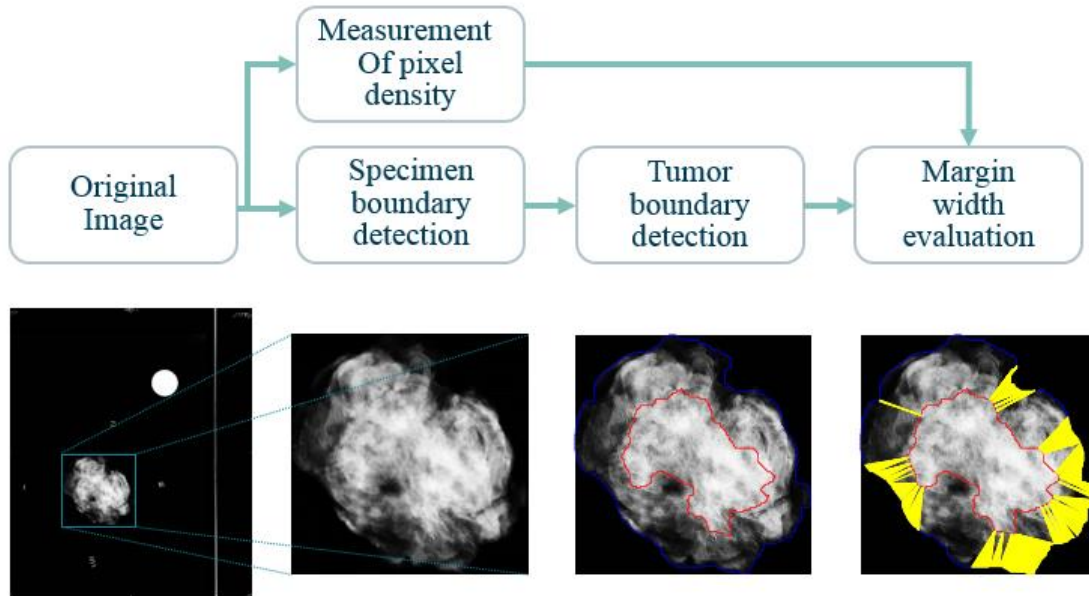 Measurement
Of pixel
density
Original
Image
Specimen
boundary
detection
Tumor
boundary
detection
Margin
width
evaluation